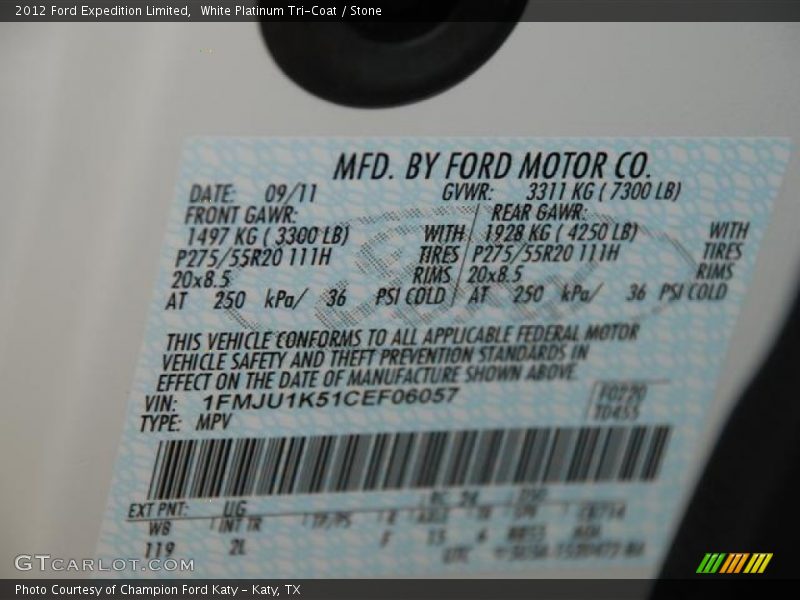 2012 Ford Expedition Limited, White Platinum Tri-Coat / Stone
MFD. BY FORD MOTOR CO.
DATE: 09/11 GVWR: 3311 KG ( 7300 LB)
FRONT GAWR: REAR GAWR:
1497 KG ( 3300 LB) WITH 1928 KG ( 4250 LB) WITH
P275/55R20 111H TIRES P275/55R20 111H TIRES
20x8.5 RIMS 20x8.5 RIMS
AT 250 kPa/ 36 PSI COLD AT 250 kPa/ 36 PSI COLD
THIS VEHICLE CONFORMS TO ALL APPLICABLE FEDERAL MOTOR
VEHICLE SAFETY AND THEFT PREVENTION STANDARDS IN
EFFECT ON THE DATE OF MANUFACTURE SHOWN ABOVE
VIN: 1FMJU1K51CEF06057
TYPE: MPV
EXT PNT: UG
WB INT TR
119 2L
GTCARLOT.COM
Photo Courtesy of Champion Ford Katy - Katy, TX